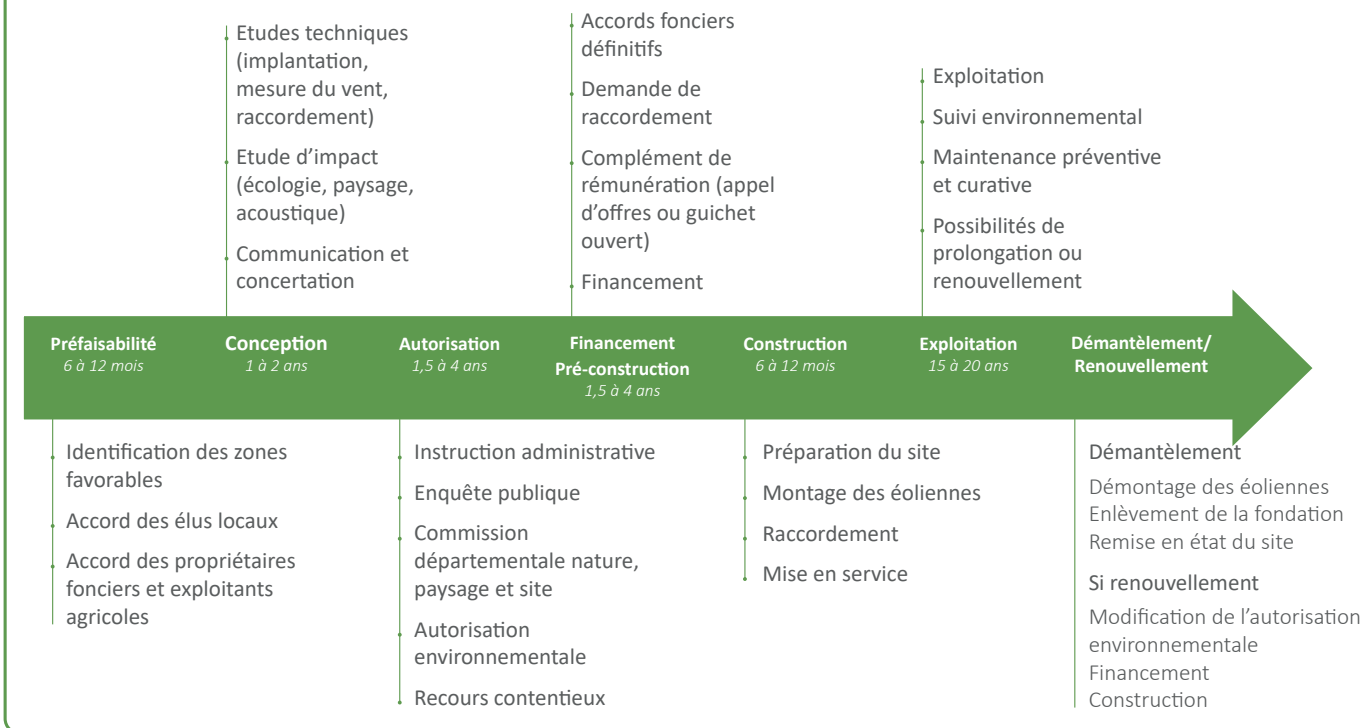 Etudes techniques
(implantation,
mesure du vent,
raccordement)
Etude d’impact
(écologie, paysage,
acoustique)
Communication et
concertation
Accords fonciers
définitifs
Demande de
raccordement
Complément de
rémunération (appel
d’offres ou guichet
ouvert)
Financement
Exploitation
Suivi environnemental
Maintenance préventive
et curative
Possibilités de
prolongation ou
renouvellement
Préfaisabilité
6 à 12 mois
Conception
1 à 2 ans
Autorisation
1,5 à 4 ans
Financement
Pré-construction
1,5 à 4 ans
Construction
6 à 12 mois
Exploitation
15 à 20 ans
Démantèlement/
Renouvellement
Identification des zones
favorables
Accord des élus locaux
Accord des propriétaires
fonciers et exploitants
agricoles
Instruction administrative
Enquête publique
Commission
départementale nature,
paysage et site
Autorisation
environnementale
Recours contentieux
Préparation du site
Montage des éoliennes
Raccordement
Mise en service
Démantèlement
Démontage des éoliennes
Enlèvement de la fondation
Remise en état du site
Si renouvellement
Modification de l’autorisation
environnementale
Financement
Construction